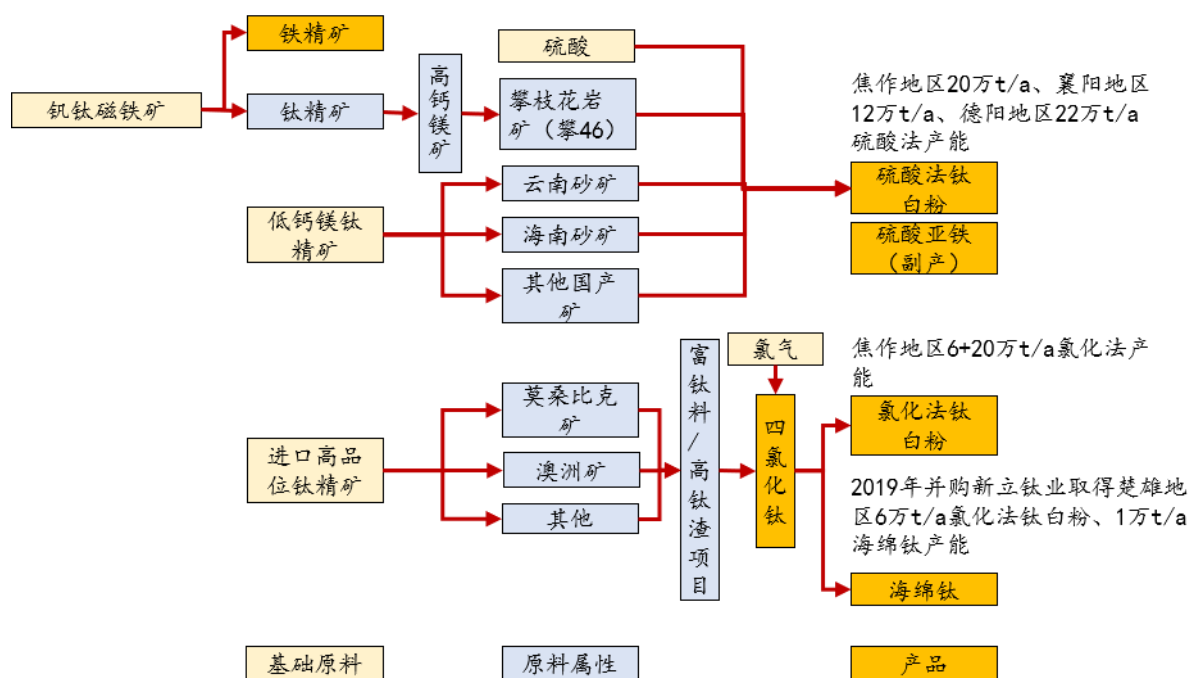 铁精矿
硫酸
钒钛磁铁矿
钛精矿
高
钙
镁
矿
攀枝花岩
矿（攀46）
焦作地区20万t/a、襄阳地区
12万t/a、德阳地区22万t/a
硫酸法产能
云南砂矿
硫酸法钛
白粉
低钙镁钛
精矿
海南砂矿
硫酸亚铁
（副产）
其他国产
矿
富
钛
料
/
高
钛
渣
项
目
氯气
焦作地区6+20万t/a氯化法产
能
莫桑比克
矿
四
氯
化
钛
氯化法钛
白粉
进口高品
位钛精矿
澳洲矿
其他
2019年并购新立钛业取得楚雄地
区6万t/a氯化法钛白粉、1万t/a
海绵钛产能
海绵钛
基础原料
原料属性
产品